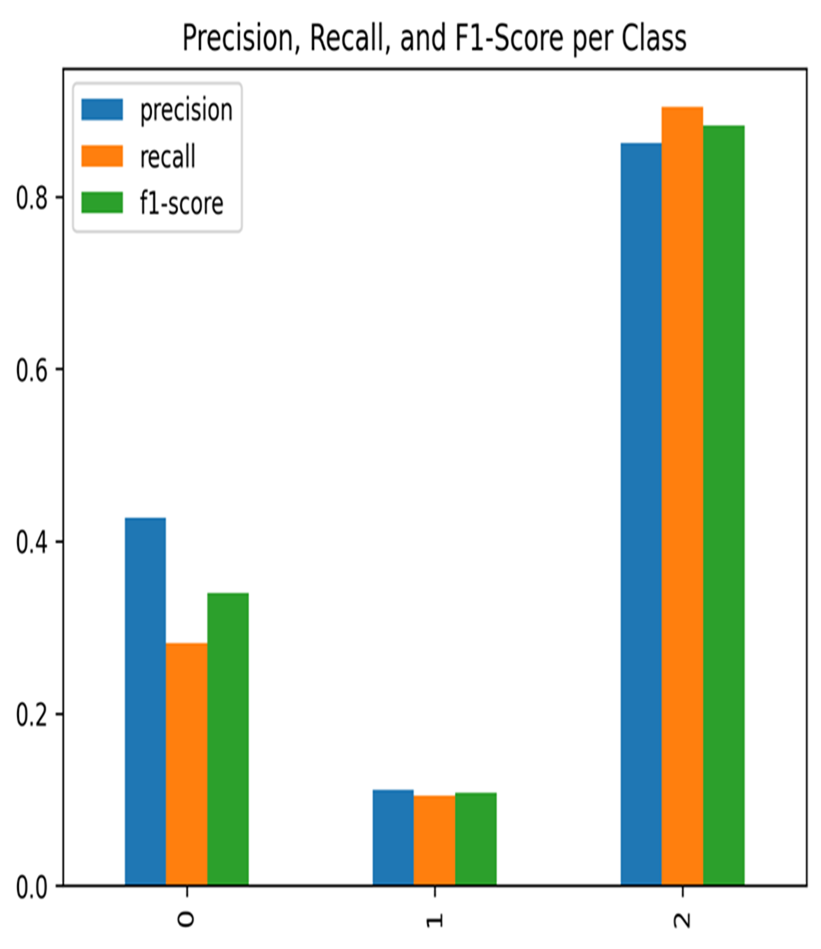 Precision, Recall, and F1-Score per Class
precision
recall
f1-score
0.8
0.6
0.4
0.2
0.0
0
1
2